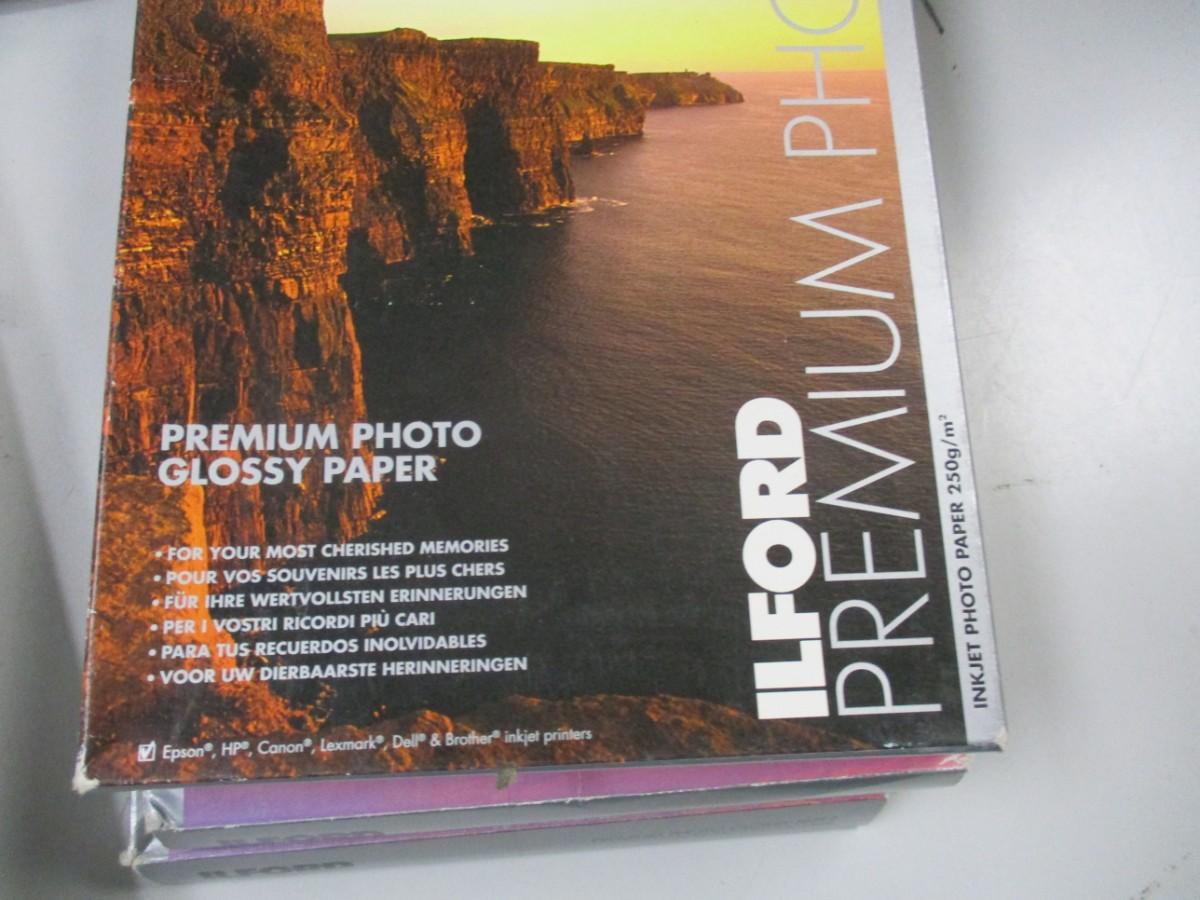 PREMIUM PHO
ILFORD
INKJET PHOTO PAPER 250g/m²
PREMIUM PHOTO
GLOSSY PAPER
• FOR YOUR MOST CHERISHED MEMORIES
• POUR VOS SOUVENIRS LES PLUS CHERS
• FÜR IHRE WERTVOLLSTEN ERINNERUNGEN
• PER I VOSTRI RICORDI PIÙ CARI
• PARA TUS RECUERDOS INOLVIDABLES
• VOOR UW DIERBAARSTE HERINNERINGEN
Epson®, HP®, Canon®, Lexmark®, Dell® & Brother® inkjet printers
ILFORD
ILFORD